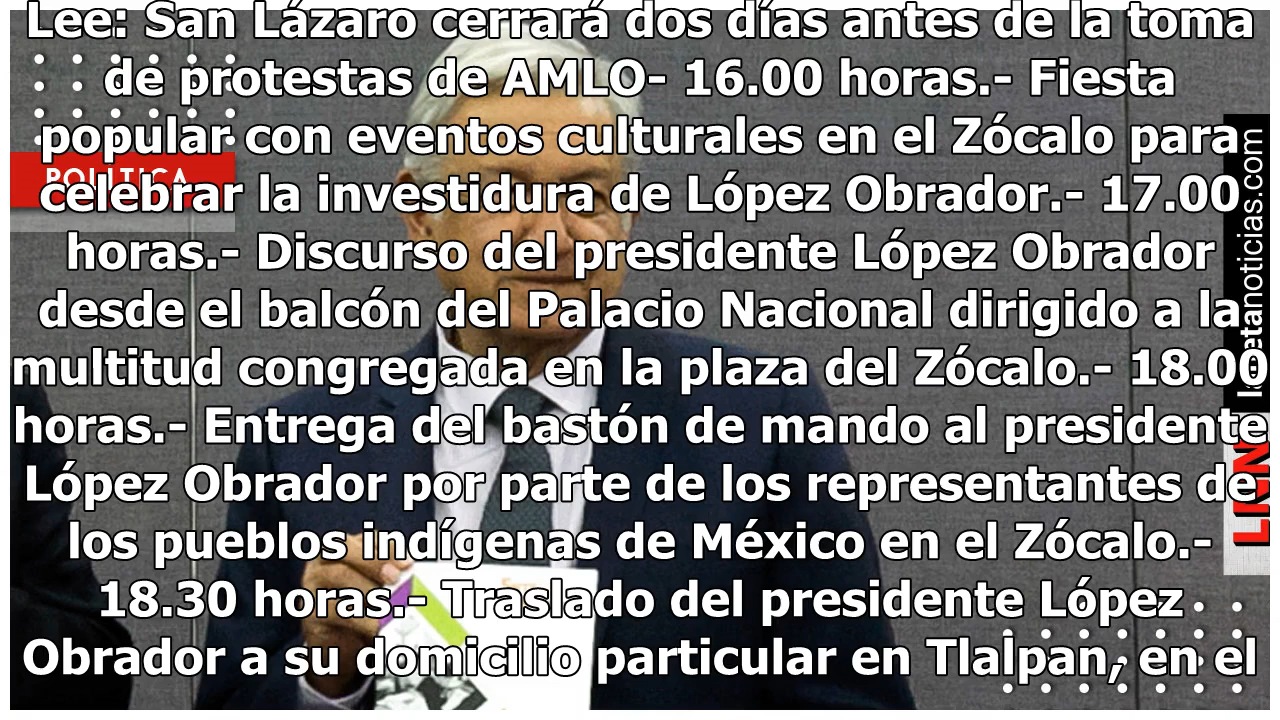 Lee: San Lázaro cerrará dos días antes de la toma
de protestas de AMLO- 16.00 horas.- Fiesta
popular con eventos culturales en el Zócalo para
POLÍTICA
celebrar la investidura de López Obrador.- 17.00
horas.- Discurso del presidente López Obrador
desde el balcón del Palacio Nacional dirigido a la
multitud congregada en la plaza del Zócalo.- 18.00
horas.- Entrega del bastón de mando al presidente
López Obrador por parte de los representantes de
los pueblos indígenas de México en el Zócalo.-
18.30 horas.- Traslado del presidente López
Obrador a su domicilio particular en Tlalpan, en el